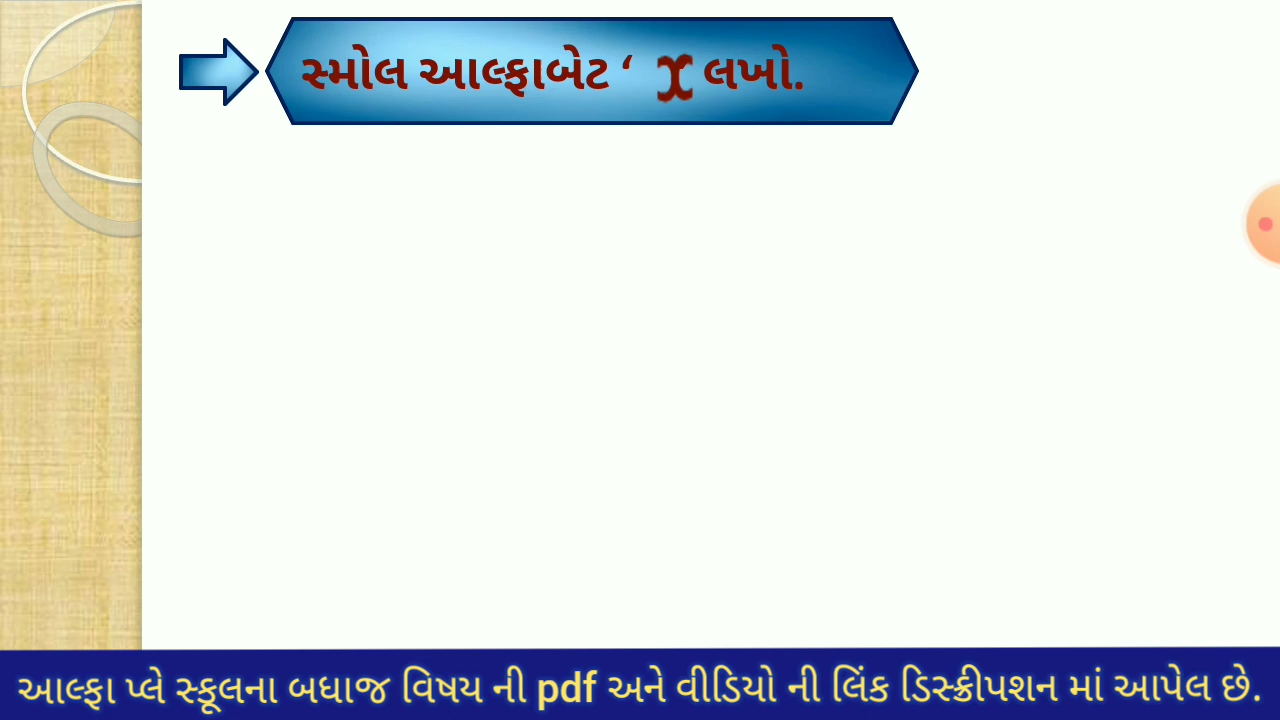 સ્મોલ આલ્ફાબેટ ‘ x લખો.
આલ્ફા પ્લે સ્કૂલના બધાજ વિષય ની pdf અને વીડિયો ની લિંક ડિસ્ક્રીપશન માં આપેલ છે.